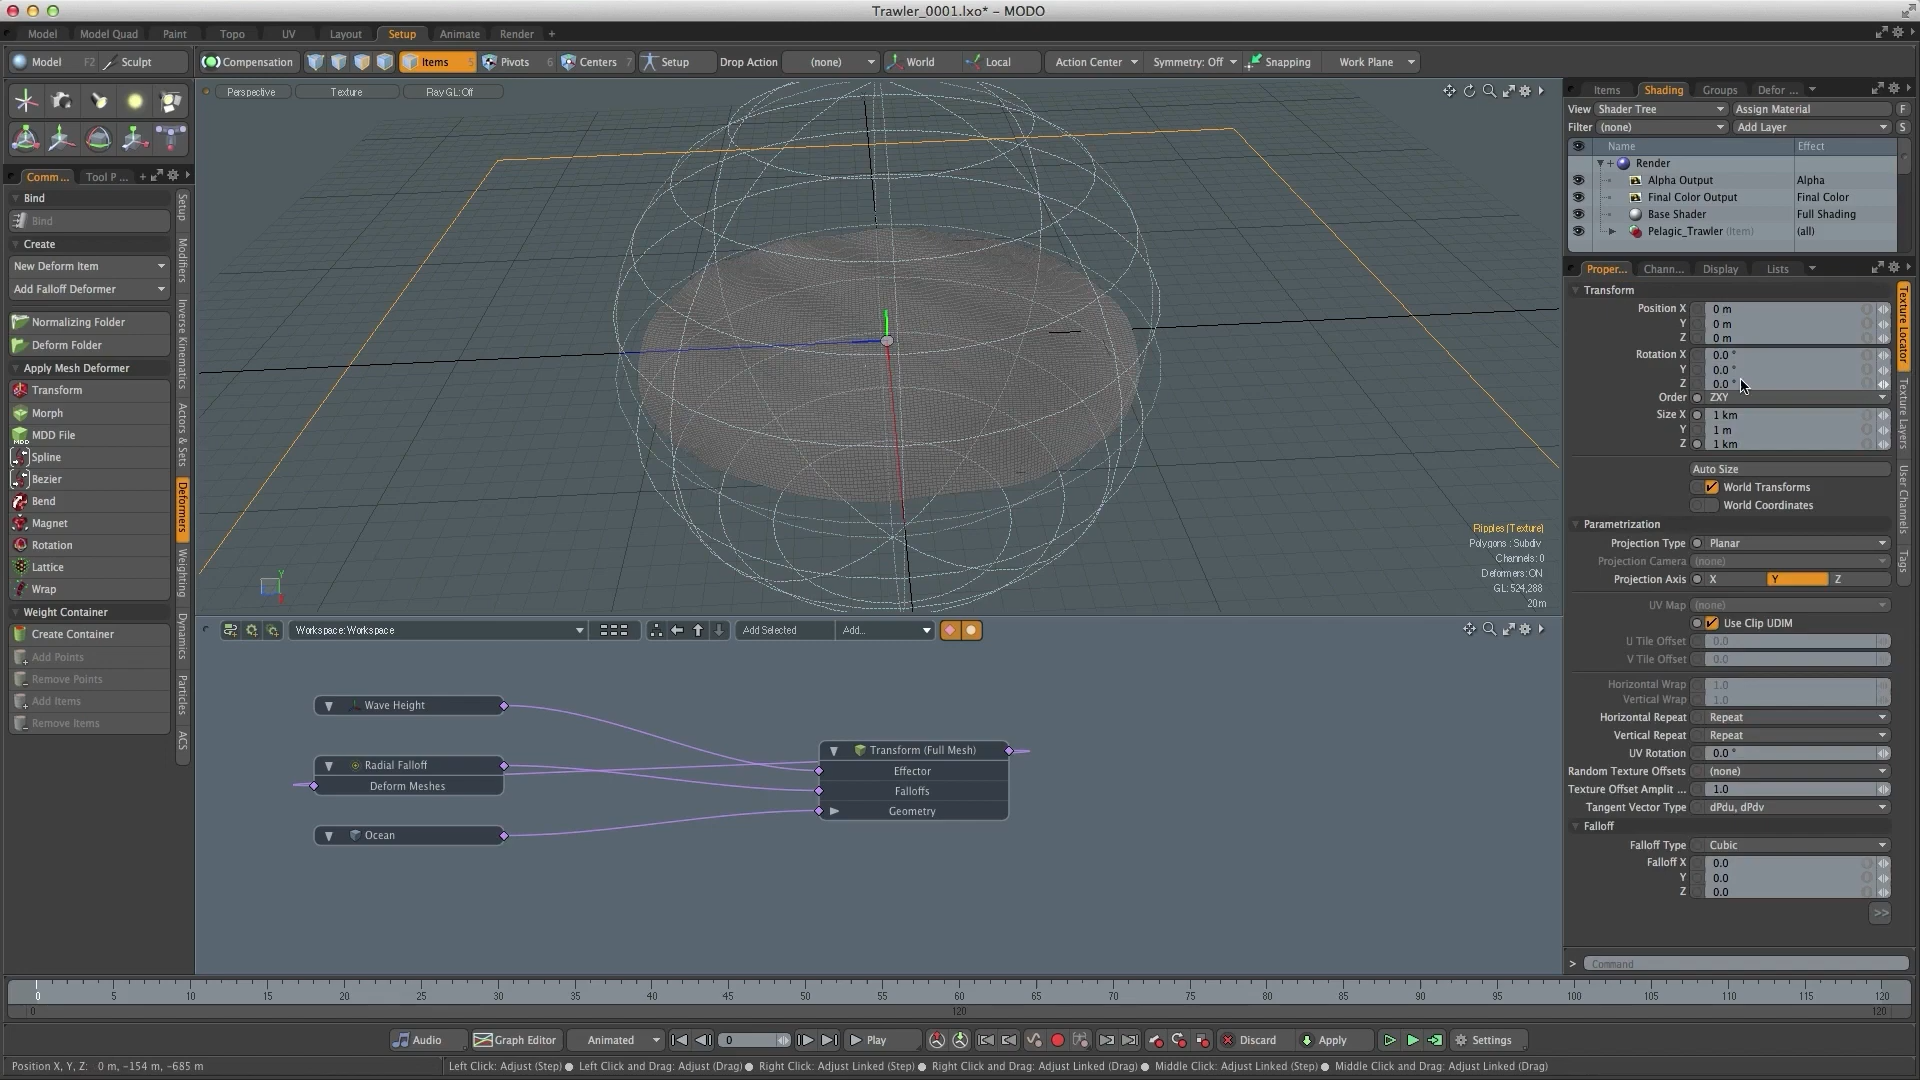 Trawler_0001.lxo* - MODO
Model Model Quad Paint Topo UV Layout Setup Animate Render +
Model F2 Sculpt Compensation Items 5 Pivots 6 Centers 7 Setup Drop Action (none) World Local Action Center Symmetry: Off Snapping Work Plane
Perspective Texture Ray GL: Off
Comm ... Tool P ... +
Bind
Bind
Create
New Deform Item
Add Falloff Deformer
Normalizing Folder
Deform Folder
Apply Mesh Deformer
Transform
Morph
MDD File
Spline
Bezier
Bend
Magnet
Rotation
Lattice
Wrap
Weight Container
Create Container
Add Points
Remove Points
Add Items
Remove Items
Setup
Modifiers
Inverse Kinematics
Actors & Sets
Deformers
Weighting
Dynamics
Particles
ACS
Ripples (Texture)
Polygons : Subdiv
Channels: 0
Deformers: ON
GL: 524,288
20m
Y
Workspace: Workspace Add Selected Add...
Wave Height
Radial Falloff
Deform Meshes
Ocean
Transform (Full Mesh)
Effector
Falloffs
Geometry
Items Shading Groups Defor ...
View Shader Tree Assign Material F
Filter (none) Add Layer S
Name Effect
Render
Alpha Output Alpha
Final Color Output Final Color
Base Shader Full Shading
Pelagic_Trawler (Item) (all)
Proper... Chann... Display Lists
Transform
Position X 0 m
Y 0 m
Z 0 m
Rotation X 0.0 °
Y 0.0 °
Z 0.0 °
Order ZXY
Size X 1 km
Y 1 m
Z 1 km
Auto Size
World Transforms
World Coordinates
Parametrization
Projection Type Planar
Projection Camera (none)
Projection Axis X Y Z
UV Map (none)
Use Clip UDIM
U Tile Offset 0.0
V Tile Offset 0.0
Horizontal Wrap 1.0
Vertical Wrap 1.0
Horizontal Repeat Repeat
Vertical Repeat Repeat
UV Rotation 0.0 °
Random Texture Offsets (none)
Texture Offset Amplit ... 1.0
Tangent Vector Type dPdu, dPdv
Falloff
Falloff Type Cubic
Falloff X 0.0
Y 0.0
Z 0.0
>>
Texture Locator
Texture Layers
User Channels
Tags
> Command
0 5 10 15 20 25 30 35 40 45 50 55 60 65 70 75 80 85 90 95 100 105 110 115 120
0 120 120
Audio Graph Editor Animated 0 Play Discard Apply Settings
Position X, Y, Z: 0 m, -154 m, -685 m
Left Click: Adjust (Step) ● Left Click and Drag: Adjust (Drag) ● Right Click: Adjust Linked (Step) ● Right Click and Drag: Adjust Linked (Drag) ● Middle Click: Adjust Linked (Step) ● Middle Click and Drag: Adjust Linked (Drag)